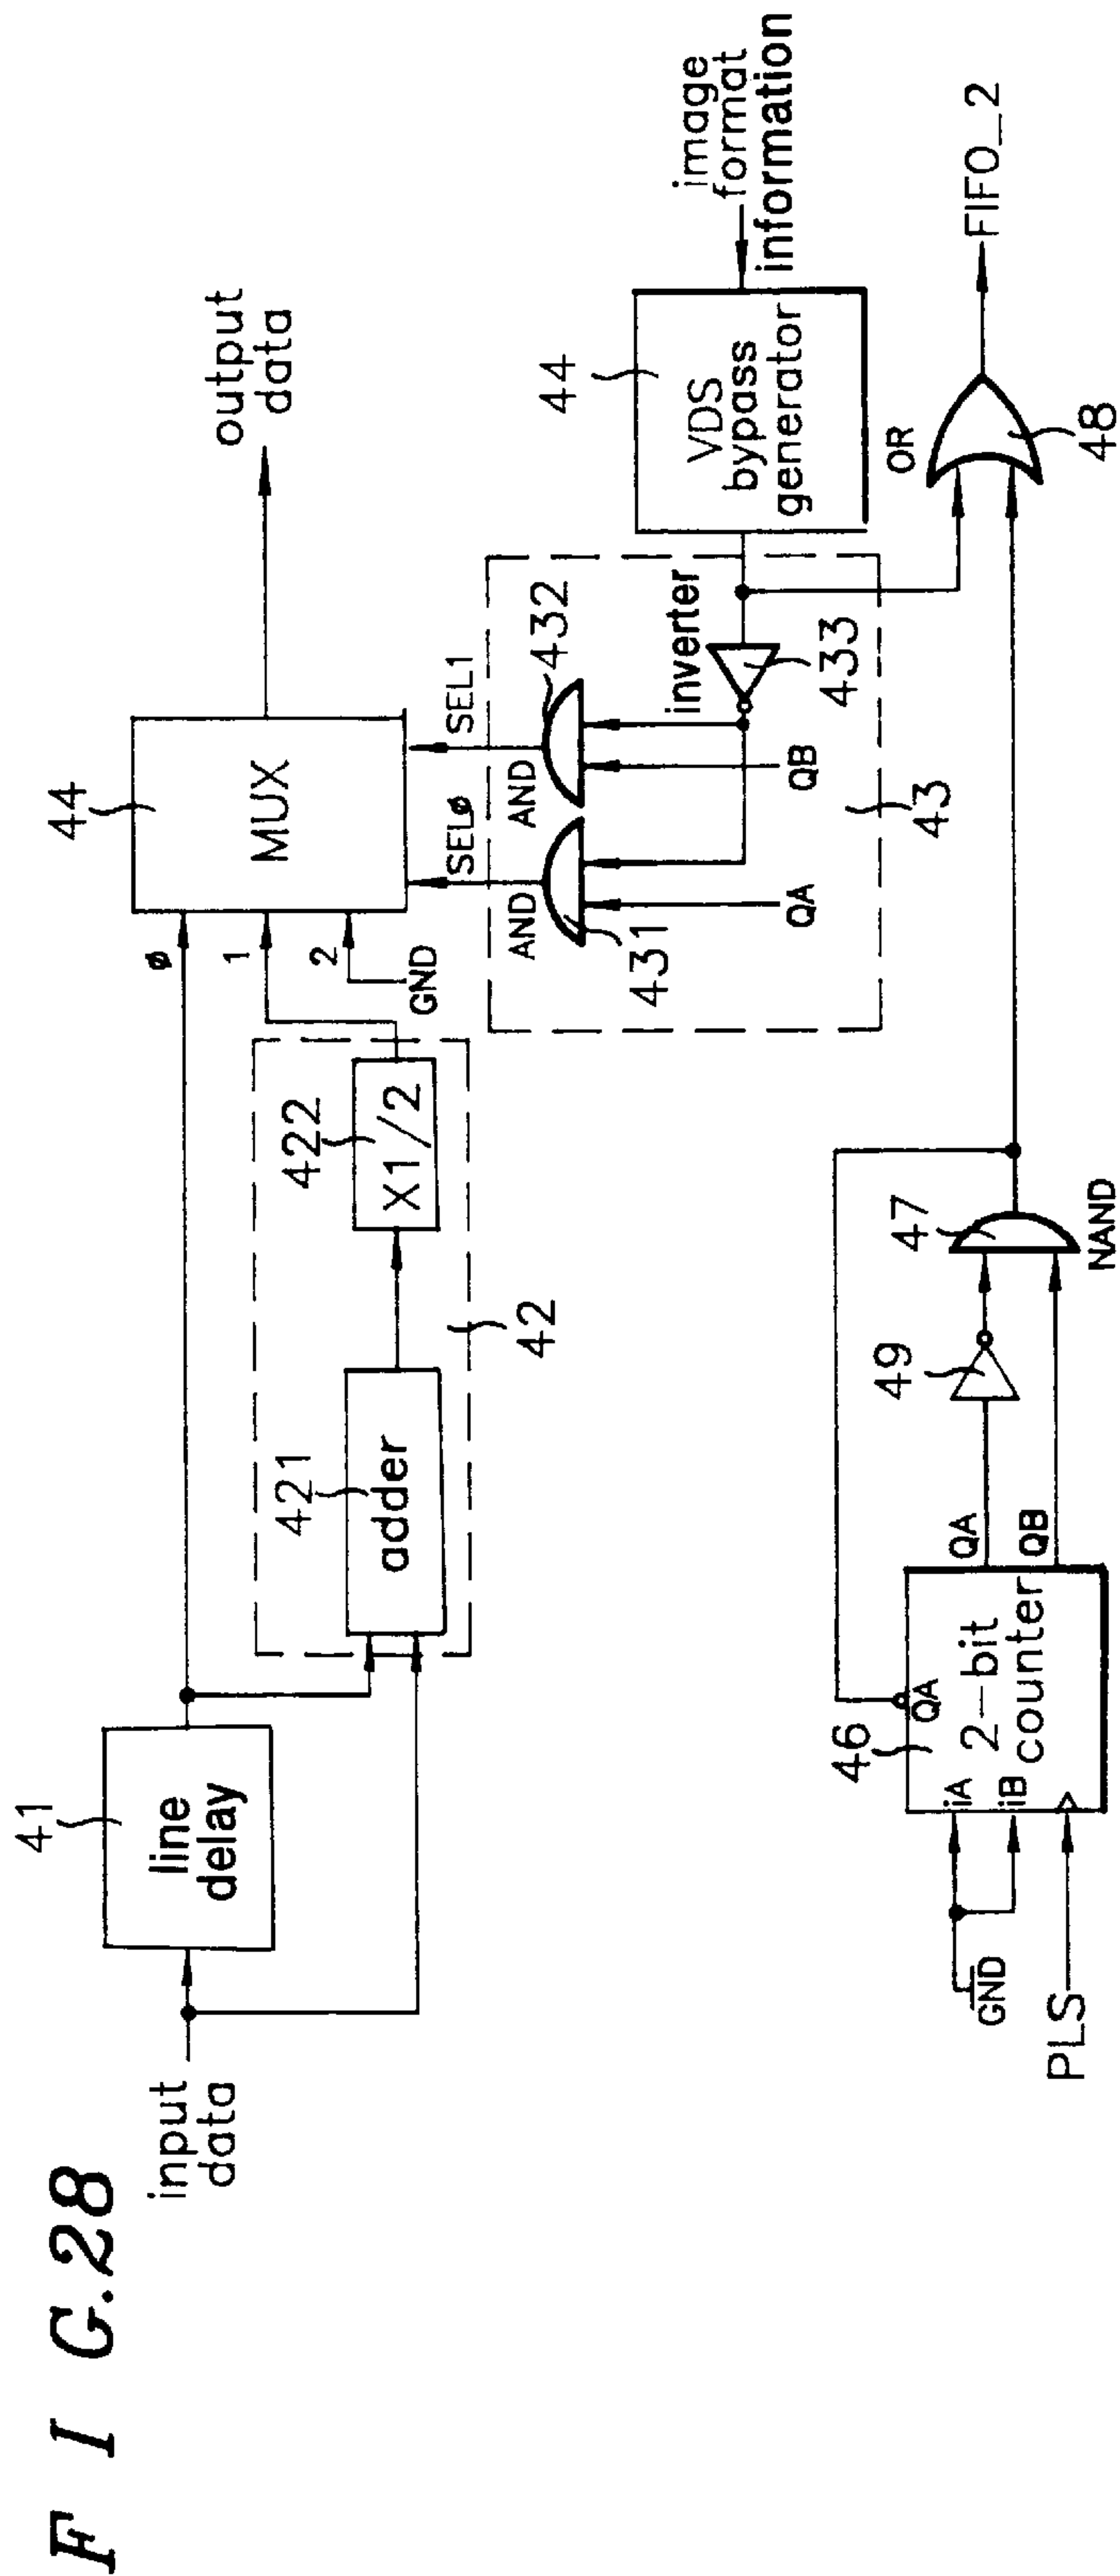 FIG.28
input
data
41
line
delay
421
adder
42
422
X1/2
ø
1
2
GND
44
MUX
output
data
SELø
SEL1
AND
431
AND
432
QA
QB
inverter
433
43
44
VDS
bypass
generator
image
format
information
GND
PLS
46
iA
iB
QA
2-bit
counter
QA
QB
49
47
NAND
OR
48
FIFO_2